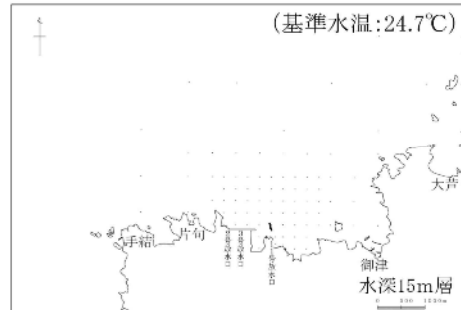 (基準水温:24.7℃)
大芦
手結
片句
御津
水深15m層